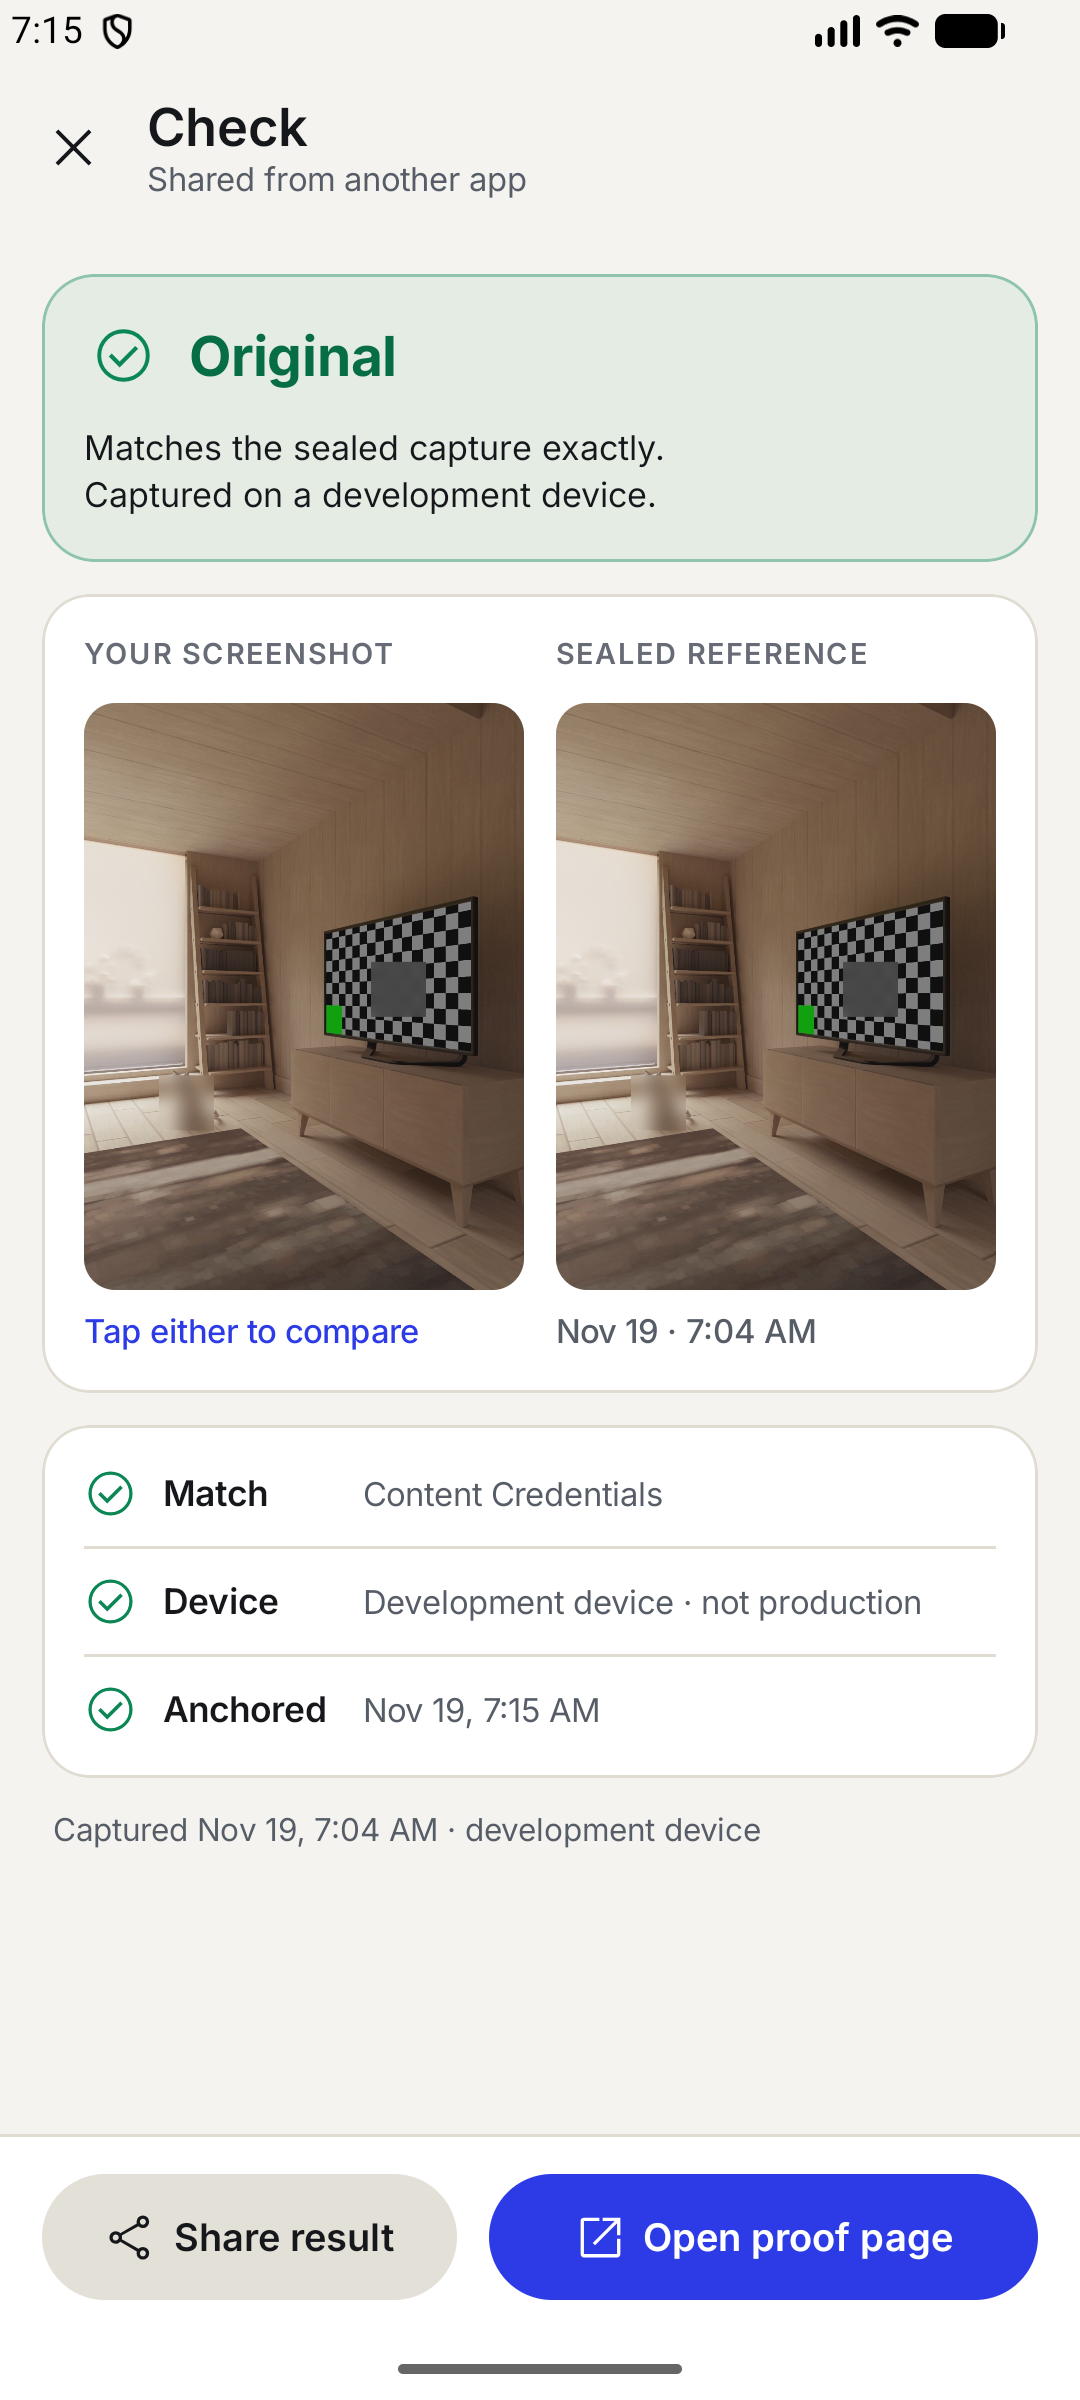 7:15
Check
Shared from another app
Original
Matches the sealed capture exactly.
Captured on a development device.
YOUR SCREENSHOT
SEALED REFERENCE
Tap either to compare
Nov 19 · 7:04 AM
Match Content Credentials
Device Development device · not production
Anchored Nov 19, 7:15 AM
Captured Nov 19, 7:04 AM · development device
Share result
Open proof page